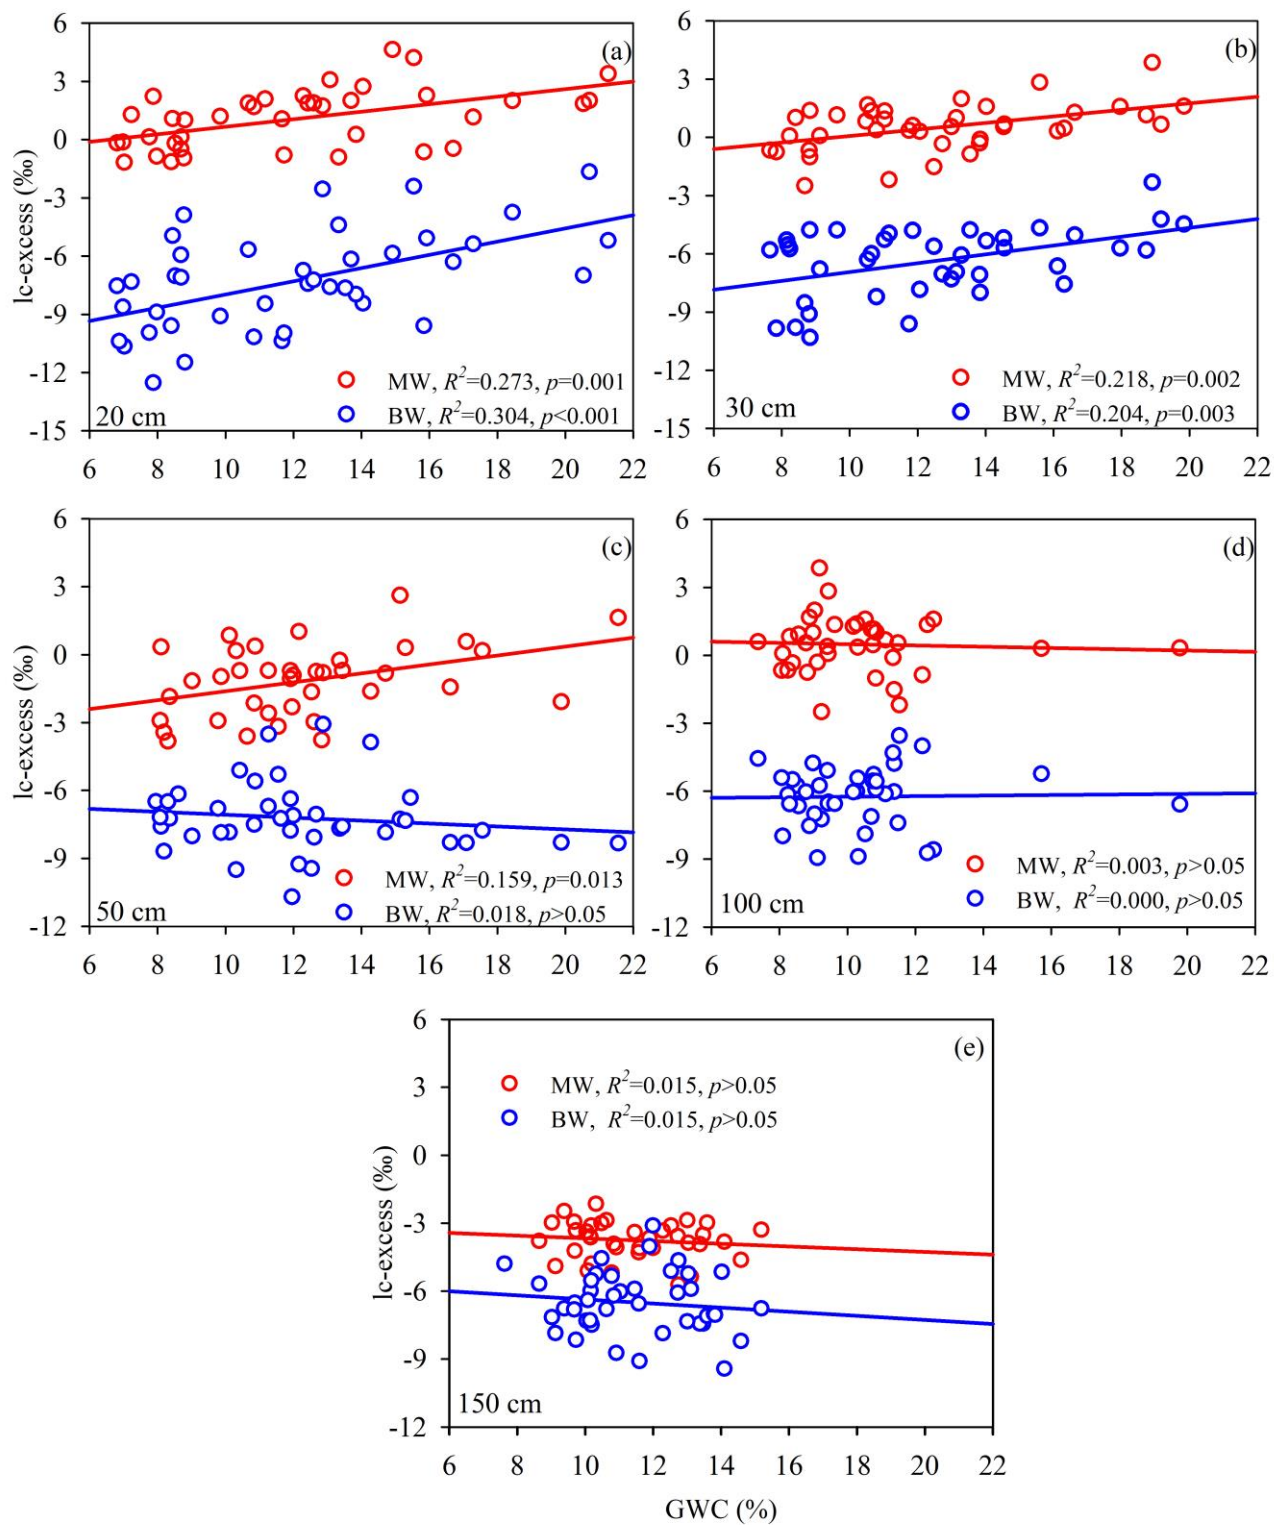 (a)
lc-excess (‰)
6
3
0
-3
-6
-9
-12
-15
MW, R²=0.273, p=0.001
BW, R²=0.304, p<0.001
20 cm
6 8 10 12 14 16 18 20 22
(b)
6
3
0
-3
-6
-9
-12
-15
MW, R²=0.218, p=0.002
BW, R²=0.204, p=0.003
30 cm
6 8 10 12 14 16 18 20 22
(c)
lc-excess (‰)
6
3
0
-3
-6
-9
-12
MW, R²=0.159, p=0.013
BW, R²=0.018, p>0.05
50 cm
6 8 10 12 14 16 18 20 22
(d)
6
3
0
-3
-6
-9
-12
MW, R²=0.003, p>0.05
BW, R²=0.000, p>0.05
100 cm
6 8 10 12 14 16 18 20 22
(e)
lc-excess (‰)
6
3
0
-3
-6
-9
-12
MW, R²=0.015, p>0.05
BW, R²=0.015, p>0.05
150 cm
6 8 10 12 14 16 18 20 22
GWC (%)